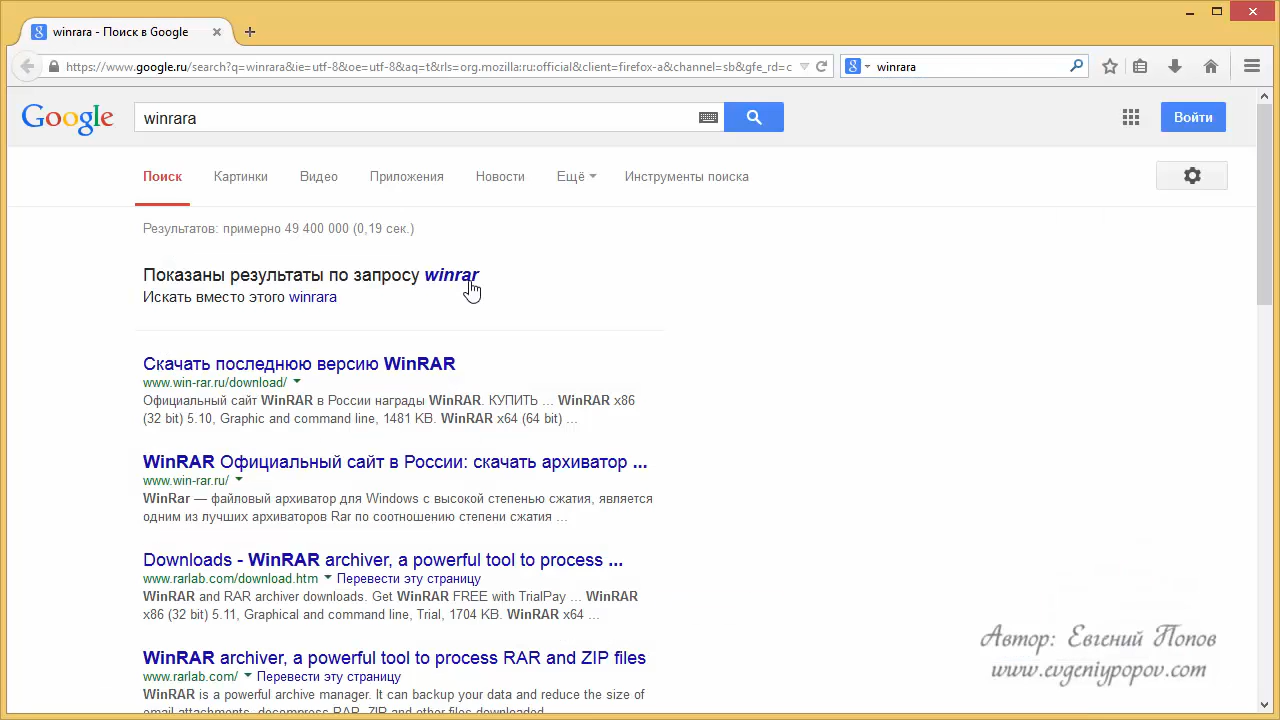 winrara - Поиск в Google
https://www.google.ru/search?q=winrara&ie=utf-8&oe=utf-8&aq=t&rls=org.mozilla:ru:official&client=firefox-a&channel=sb&gfe_rd=c
winrara
Google
winrara
Войти
Поиск Картинки Видео Приложения Новости Ещё Инструменты поиска
Результатов: примерно 49 400 000 (0,19 сек.)
Показаны результаты по запросу winrar
Искать вместо этого winrara
Скачать последнюю версию WinRAR
www.win-rar.ru/download/
Официальный сайт WinRAR в России награды WinRAR. КУПИТЬ ... WinRAR x86
(32 bit) 5.10, Graphic and command line, 1481 KB. WinRAR x64 (64 bit) ...
WinRAR Официальный сайт в России: скачать архиватор ...
www.win-rar.ru/
WinRar — файловый архиватор для Windows с высокой степенью сжатия, является
одним из лучших архиваторов Rar по соотношению степени сжатия ...
Downloads - WinRAR archiver, a powerful tool to process ...
www.rarlab.com/download.htm Перевести эту страницу
WinRAR and RAR archiver downloads. Get WinRAR FREE with TrialPay ... WinRAR
x86 (32 bit) 5.11, Graphical and command line, Trial, 1704 KB. WinRAR x64 ...
WinRAR archiver, a powerful tool to process RAR and ZIP files
www.rarlab.com/ Перевести эту страницу
WinRAR is a powerful archive manager. It can backup your data and reduce the size of
email attachments, decompress RAR, ZIP and other files downloaded
Автор: Евгений Попов
www.evgeniypopov.com